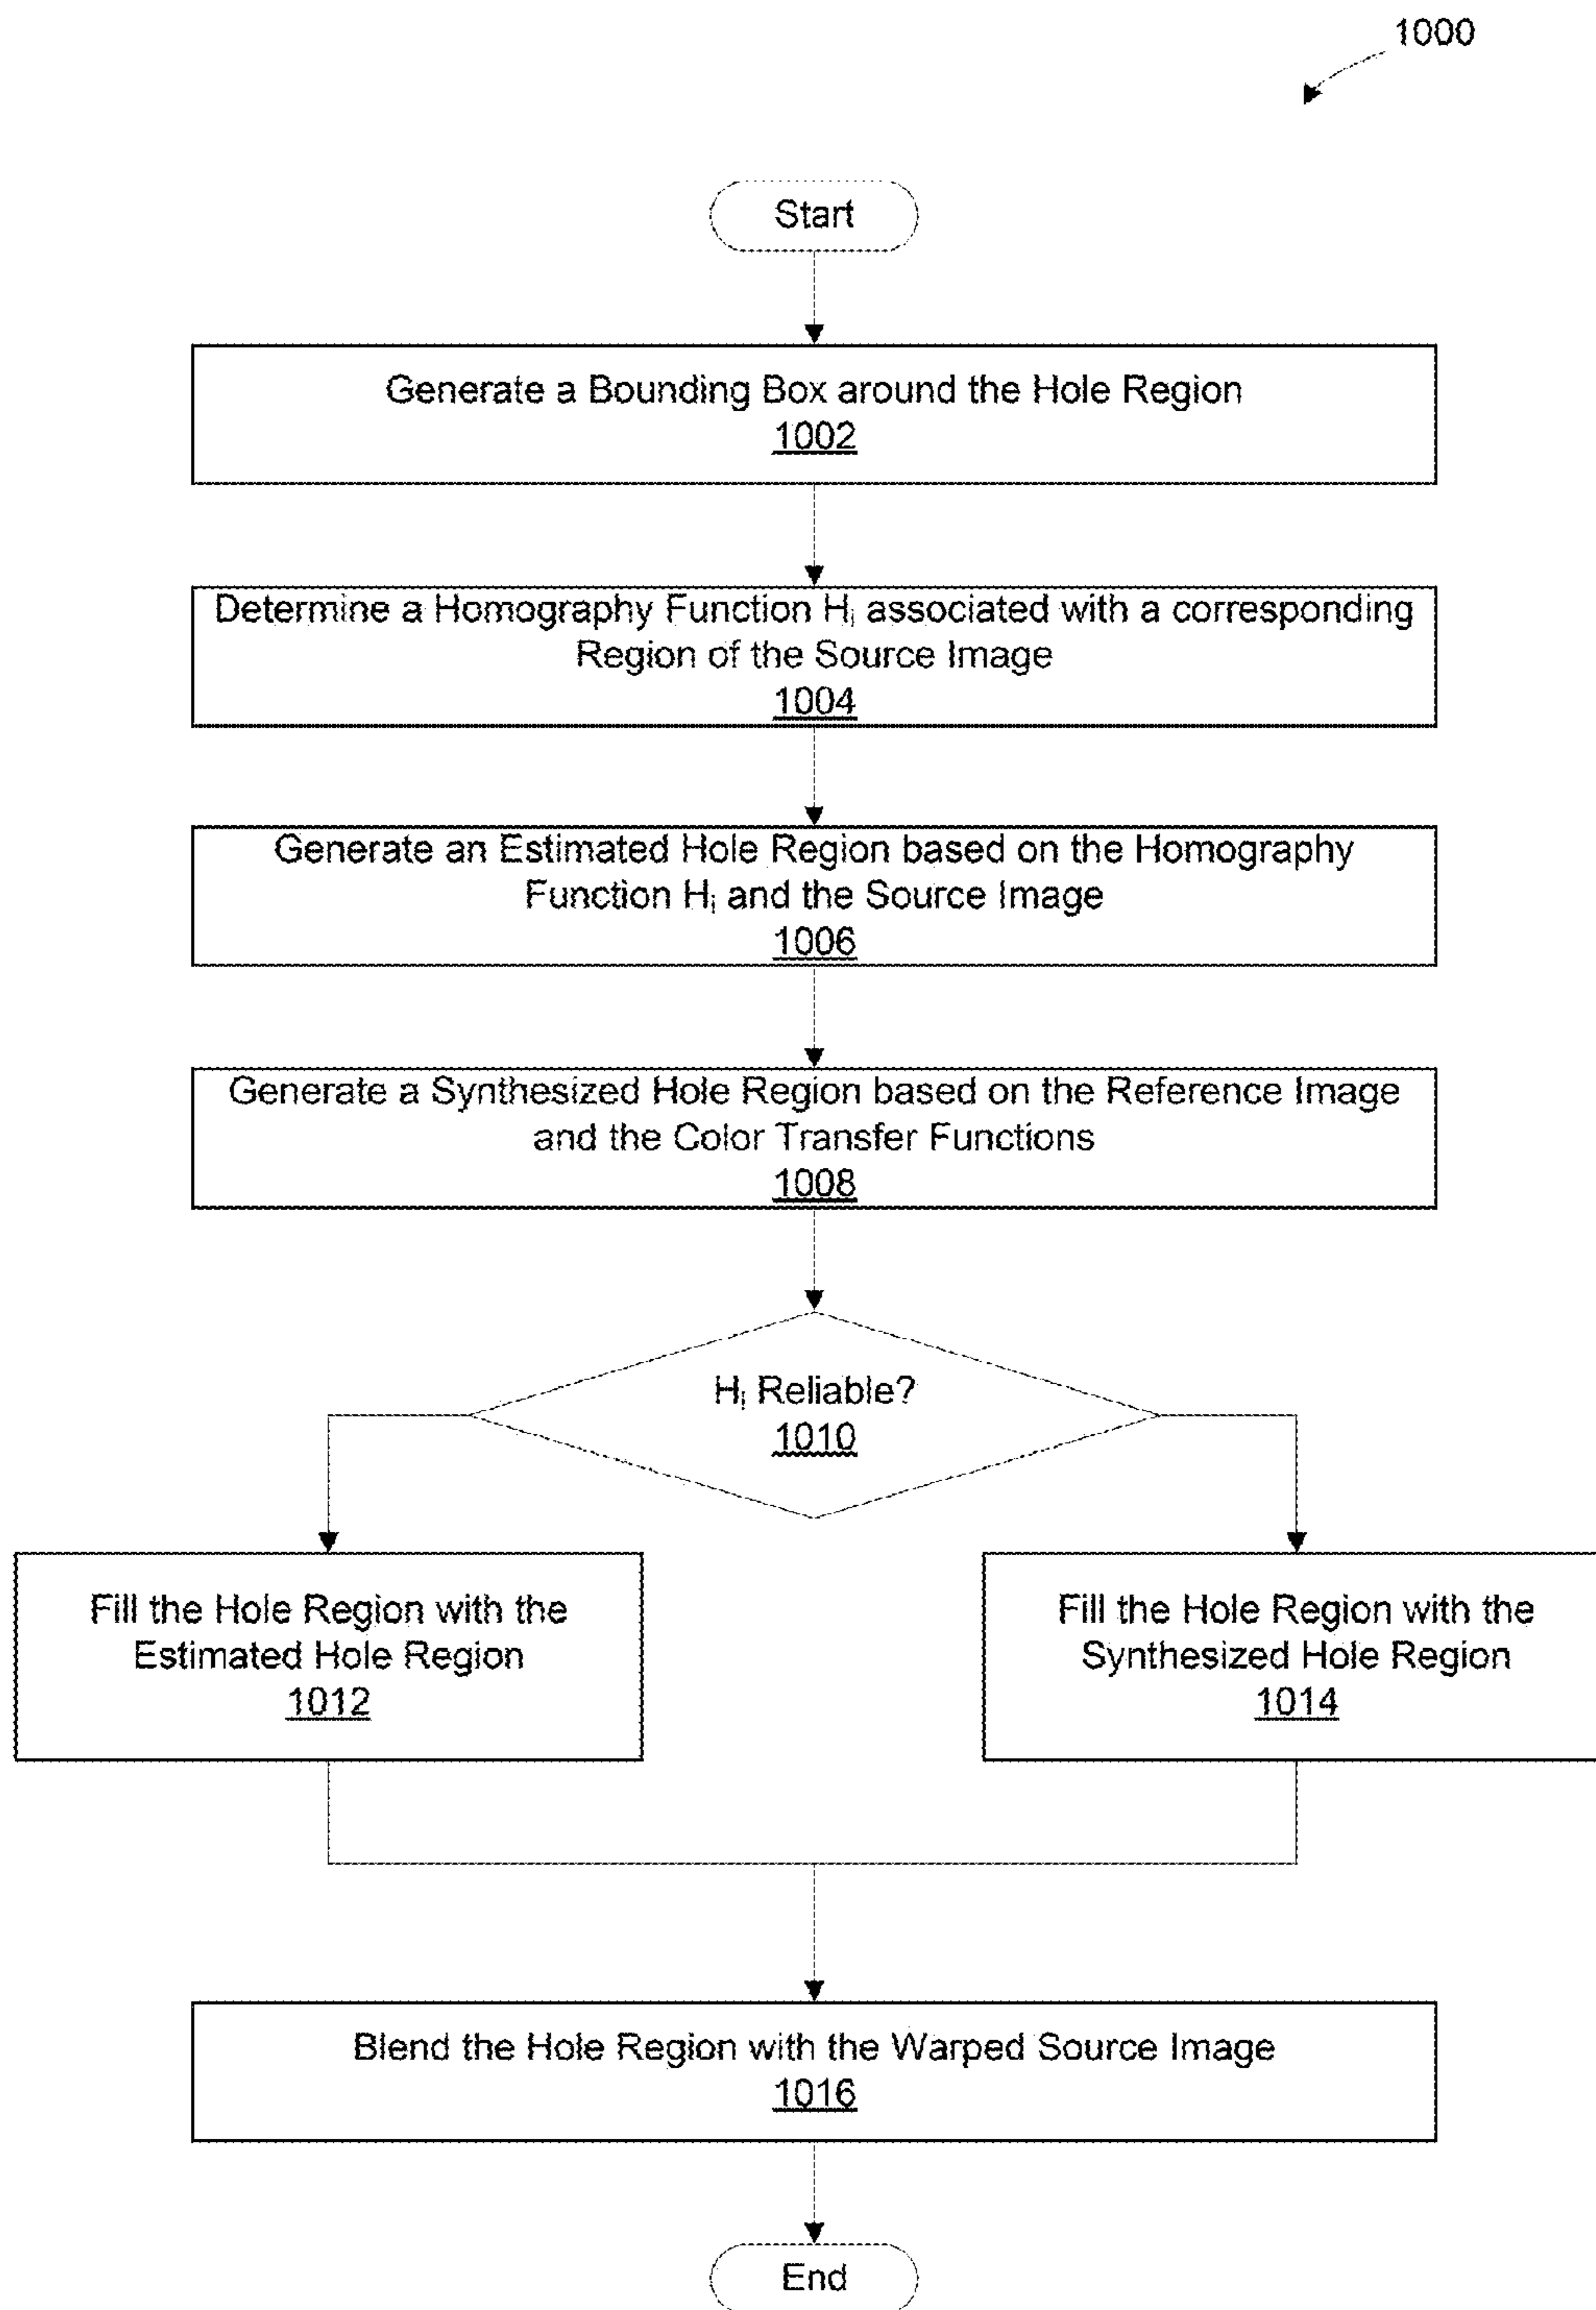 1000
Start
Generate a Bounding Box around the Hole Region
1002
Determine a Homography Function Hi associated with a corresponding
Region of the Source Image
1004
Generate an Estimated Hole Region based on the Homography
Function Hi and the Source Image
1006
Generate a Synthesized Hole Region based on the Reference Image
and the Color Transfer Functions
1008
Hi Reliable?
1010
Fill the Hole Region with the
Estimated Hole Region
1012
Fill the Hole Region with the
Synthesized Hole Region
1014
Blend the Hole Region with the Warped Source Image
1016
End